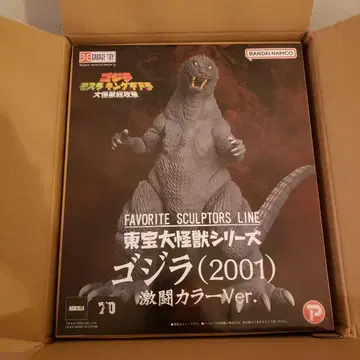 GARAGE TOY
BANDAI NAMCO
ゴジラ
モスラ キングギドラ
大怪獣総攻撃
FAVORITE SCULPTORS LINE
東宝大怪獣シリーズ
ゴジラ(2001)
激闘カラーVer.
GODZILLA